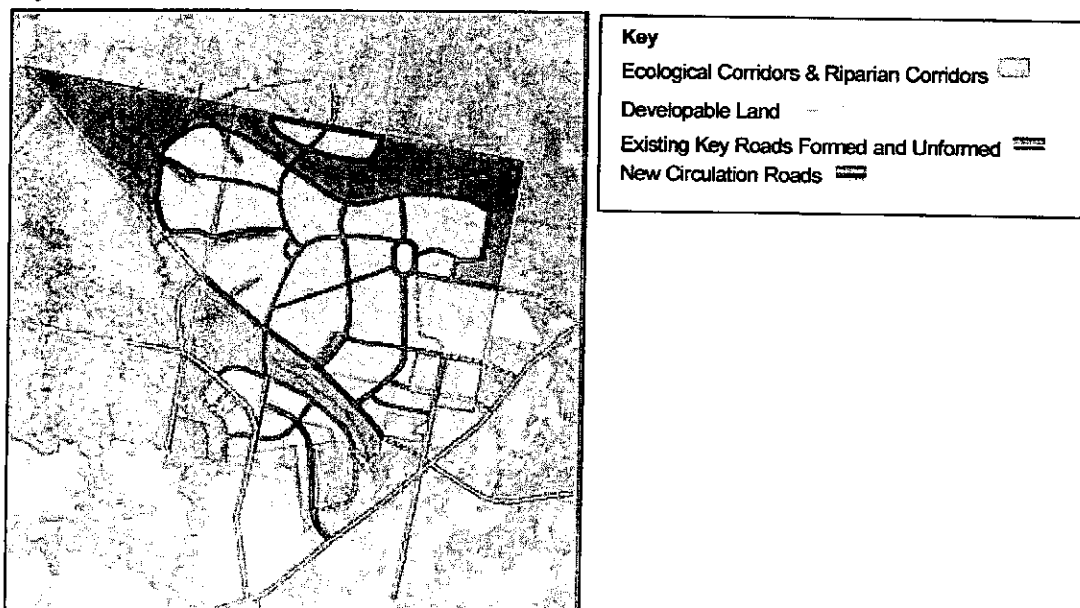 Key
Ecological Corridors & Riparian Corridors
Developable Land
Existing Key Roads Formed and Unformed
New Circulation Roads